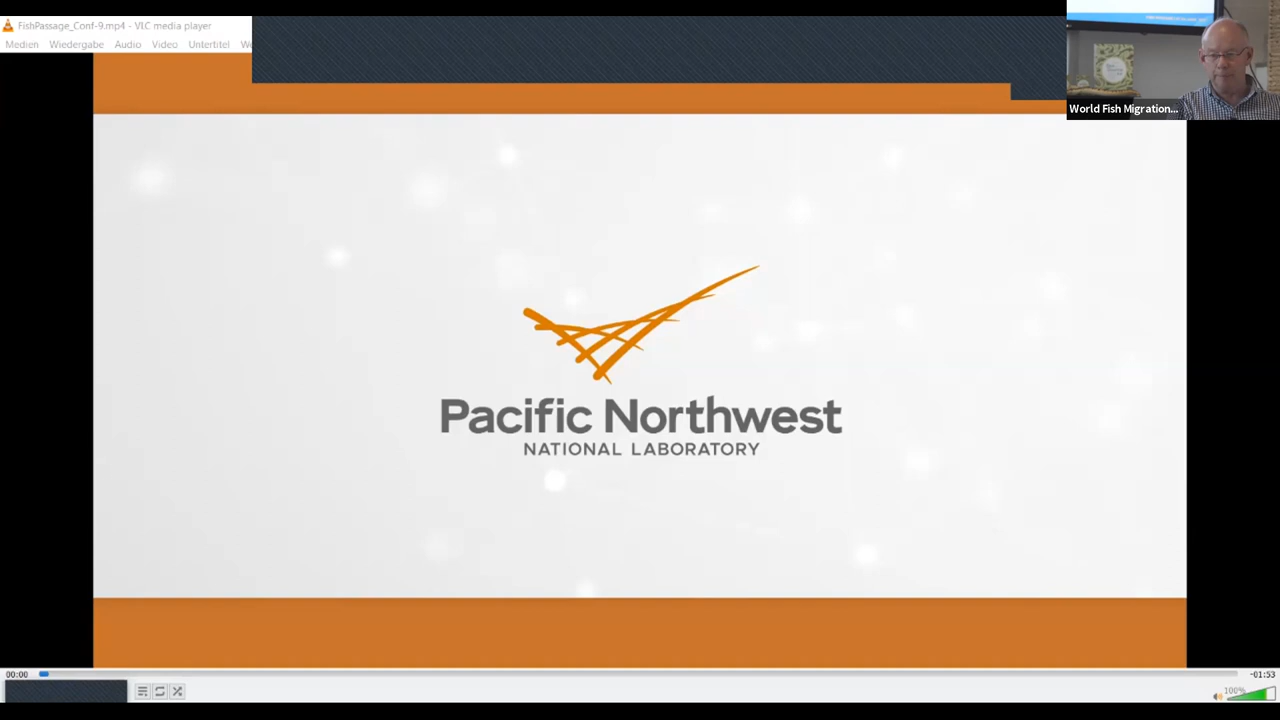 FishPassage_Conf-9.mp4 - VLC media player
Medien Wiedergabe Audio Video Untertitel
World Fish Migration...
Pacific Northwest
NATIONAL LABORATORY
00:00
-01:53
100%